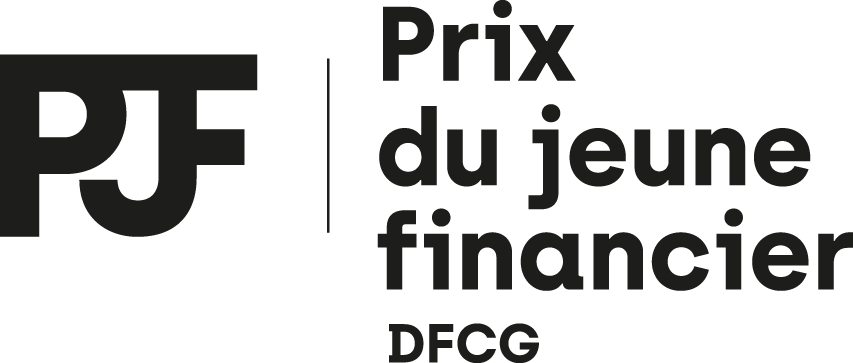 PJF
Prix
du jeune
financier
DFCG